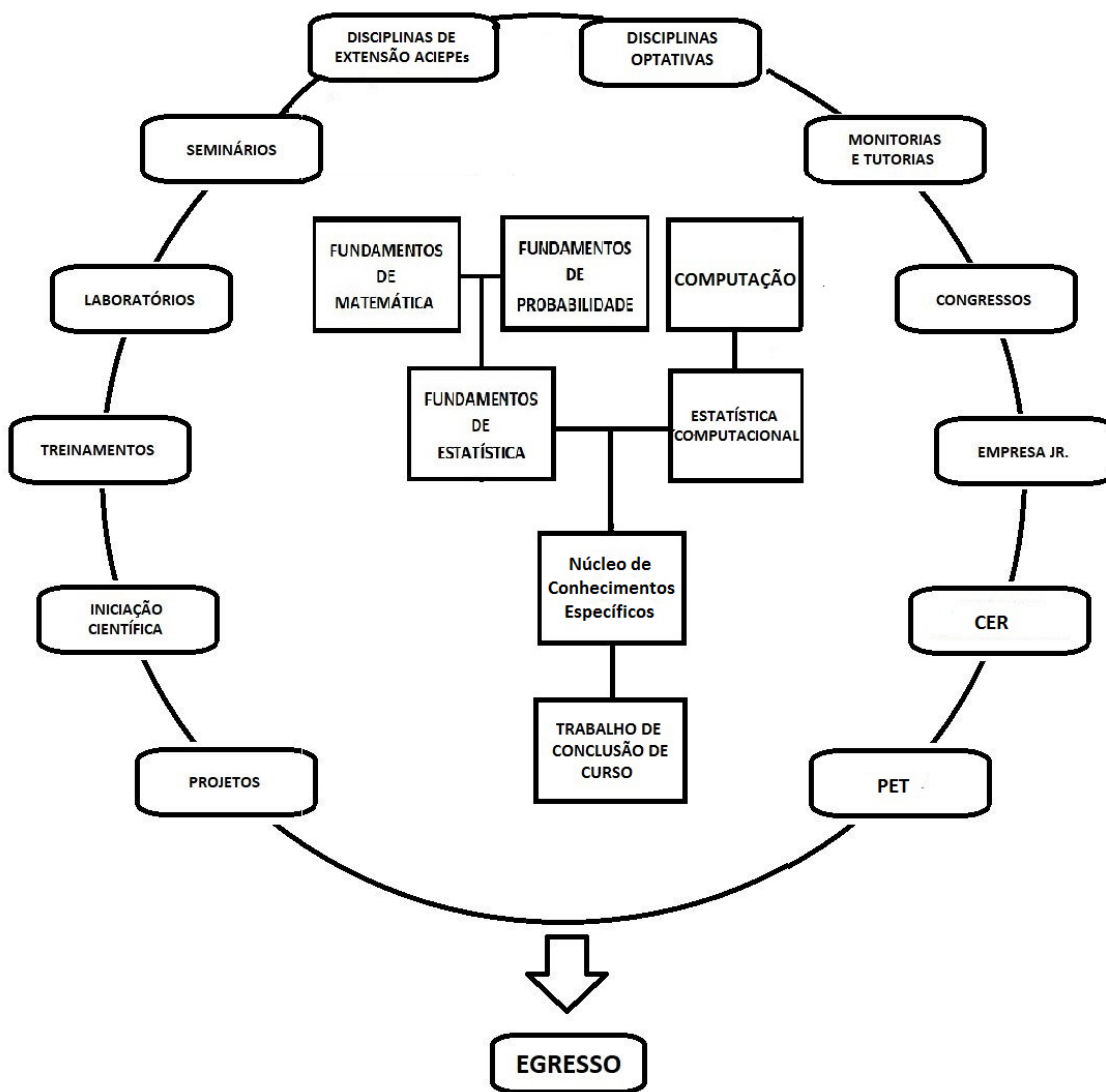 DISCIPLINAS DE
EXTENSÃO ACIEPEs
DISCIPLINAS
OPTATIVAS
SEMINÁRIOS
MONITORIAS
E TUTORIAS
FUNDAMENTOS
DE
MATEMÁTICA
FUNDAMENTOS
DE
PROBABILIDADE
COMPUTAÇÃO
LABORATÓRIOS
CONGRESSOS
FUNDAMENTOS
DE
ESTATÍSTICA
ESTATÍSTICA
COMPUTACIONAL
TREINAMENTOS
EMPRESA JR.
Núcleo de
Conhecimentos
Específicos
INICIAÇÃO
CIENTÍFICA
CER
TRABALHO DE
CONCLUSÃO DE
CURSO
PROJETOS
PET
EGRESSO